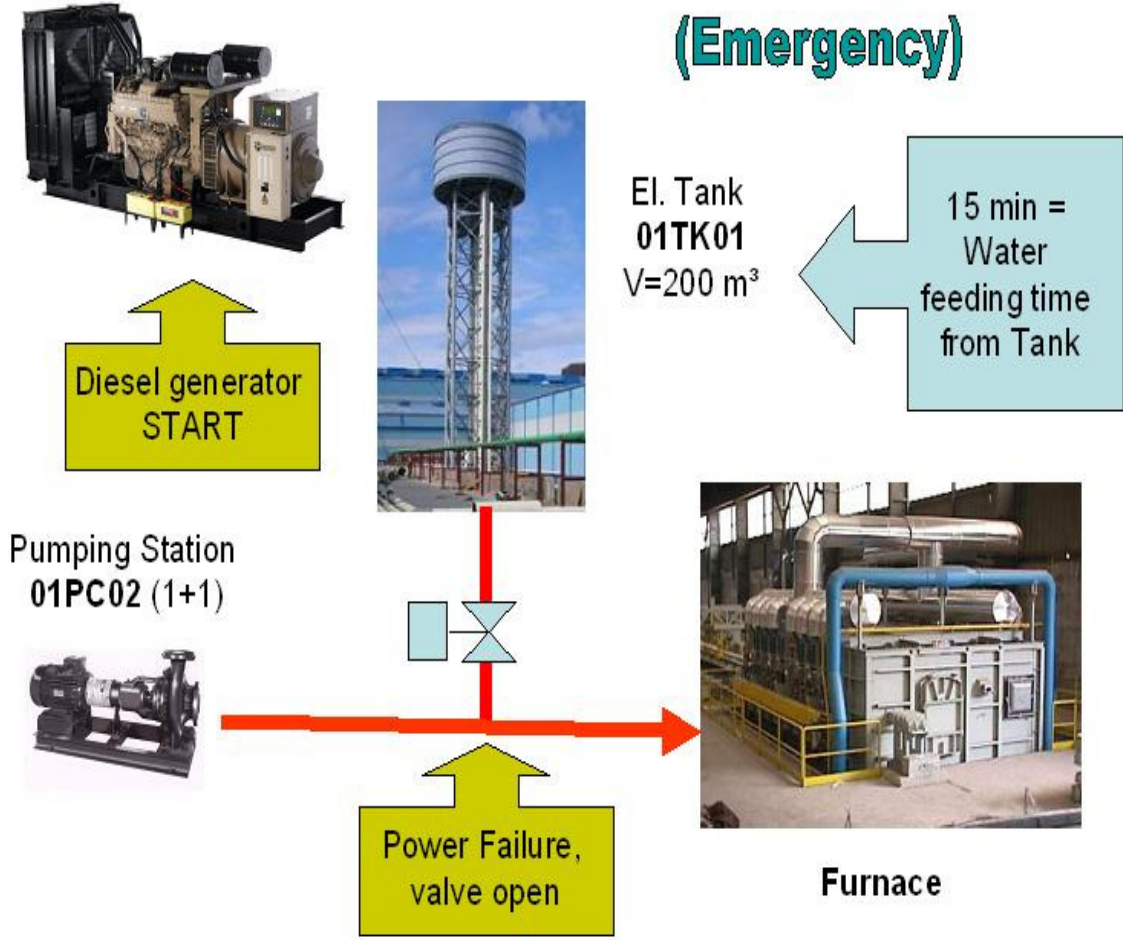 (Emergency)
El. Tank
01TK01
V=200 m³
15 min =
Water
feeding time
from Tank
Diesel generator
START
Pumping Station
01PC02 (1+1)
Power Failure,
valve open
Furnace